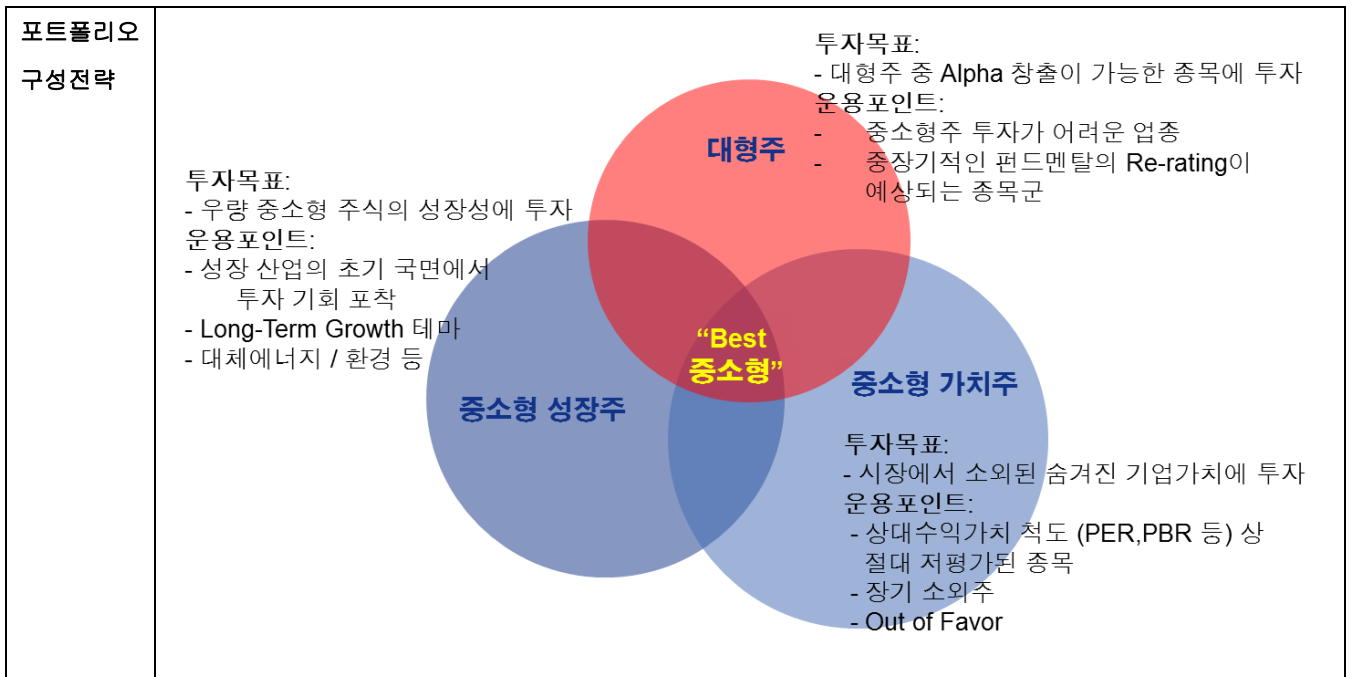 포트폴리오
구성전략
투자목표:
- 대형주 중 Alpha 창출이 가능한 종목에 투자
운용포인트:
- 중소형주 투자가 어려운 업종
- 중장기적인 펀드멘탈의 Re-rating이
예상되는 종목군
대형주
투자목표:
- 우량 중소형 주식의 성장성에 투자
운용포인트:
- 성장 산업의 초기 국면에서
투자 기회 포착
- Long-Term Growth 테마
- 대체에너지 / 환경 등
“Best
중소형”
중소형 성장주
중소형 가치주
투자목표:
- 시장에서 소외된 숨겨진 기업가치에 투자
운용포인트:
- 상대수익가치 척도 (PER,PBR 등) 상
절대 저평가된 종목
- 장기 소외주
- Out of Favor